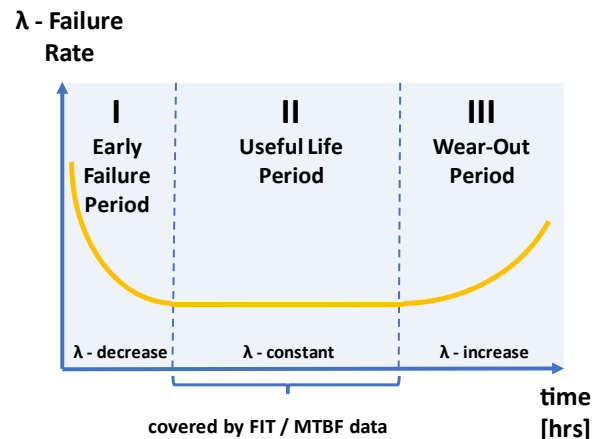 λ - Failure
Rate
I
Early
Failure
Period
II
Useful Life
Period
III
Wear-Out
Period
λ - decrease
λ - constant
λ - increase
time
[hrs]
covered by FIT / MTBF data